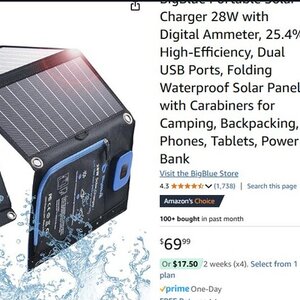 BigBlue Portable Solar
Charger 28W with
Digital Ammeter, 25.4%
High-Efficiency, Dual
USB Ports, Folding
Waterproof Solar Panel
with Carabiners for
Camping, Backpacking,
Phones, Tablets, Power
Bank
Visit the BigBlue Store
4.3 (1,738) | Search this page
Amazon's Choice
100+ bought in past month
$69.99
Or $17.50 /2 weeks (x4). Select from 1
plan
prime One-Day